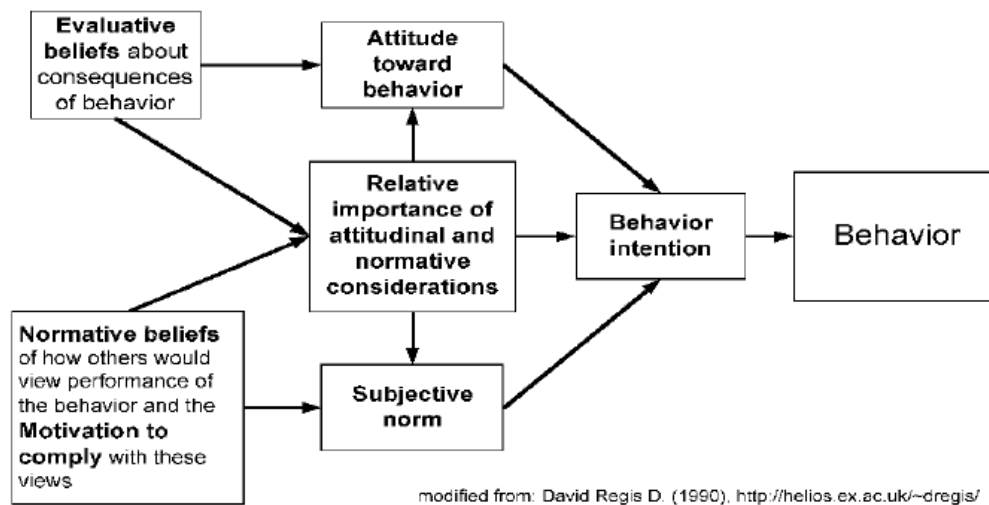 Evaluative
beliefs about
consequences
of behavior
Attitude
toward
behavior
Relative
importance of
attitudinal and
normative
considerations
Behavior
intention
Behavior
Normative beliefs
of how others would
view performance of
the behavior and the
Motivation to
comply with these
views
Subjective
norm
modified from: David Regis D. (1990), http://helios.ex.ac.uk/~dregis/